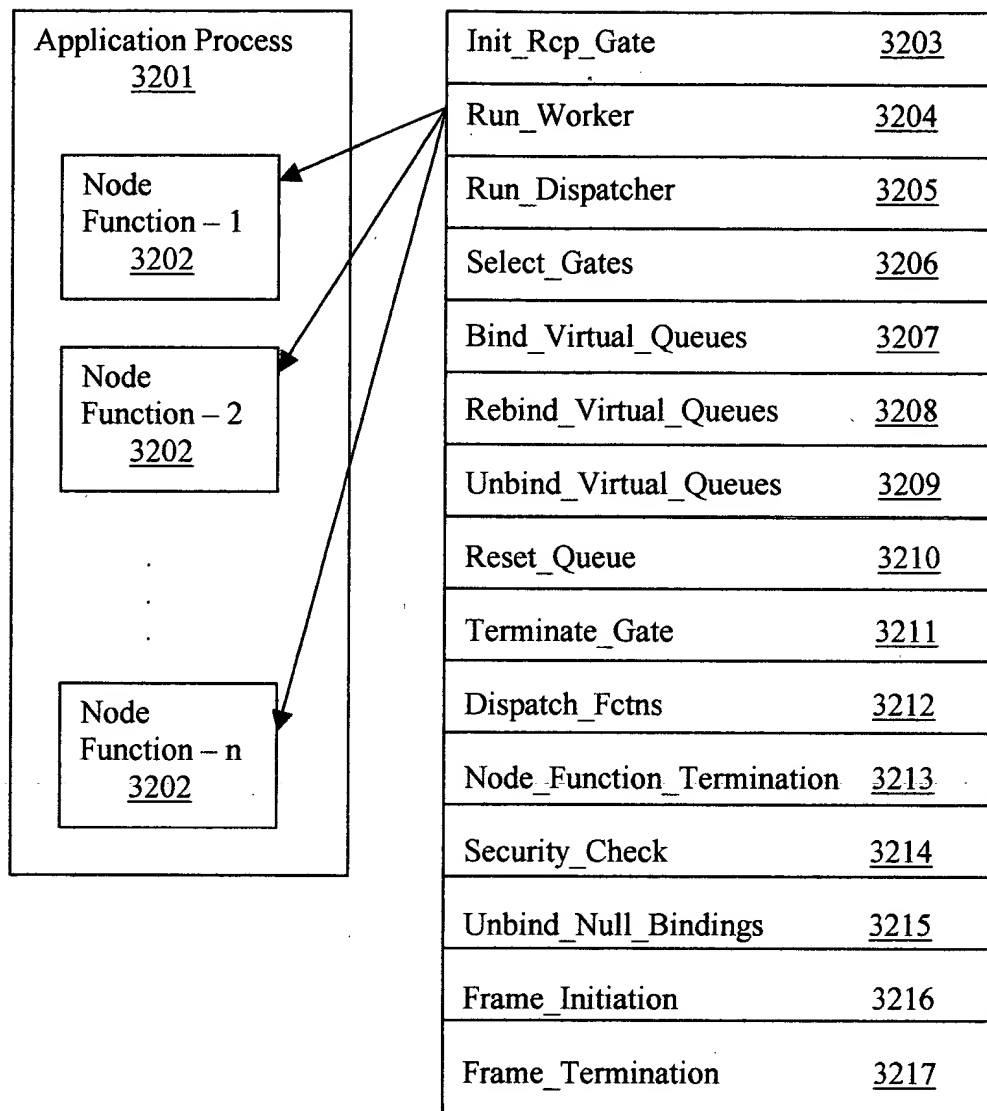 Application Process
3201
Node
Function – 1
3202
Node
Function – 2
3202
Node
Function – n
3202
Init_Rcp_Gate 3203
Run_Worker 3204
Run_Dispatcher 3205
Select_Gates 3206
Bind_Virtual_Queues 3207
Rebind_Virtual_Queues 3208
Unbind_Virtual_Queues 3209
Reset_Queue 3210
Terminate_Gate 3211
Dispatch_Fctns 3212
Node_Function_Termination 3213
Security_Check 3214
Unbind_Null_Bindings 3215
Frame_Initiation 3216
Frame_Termination 3217